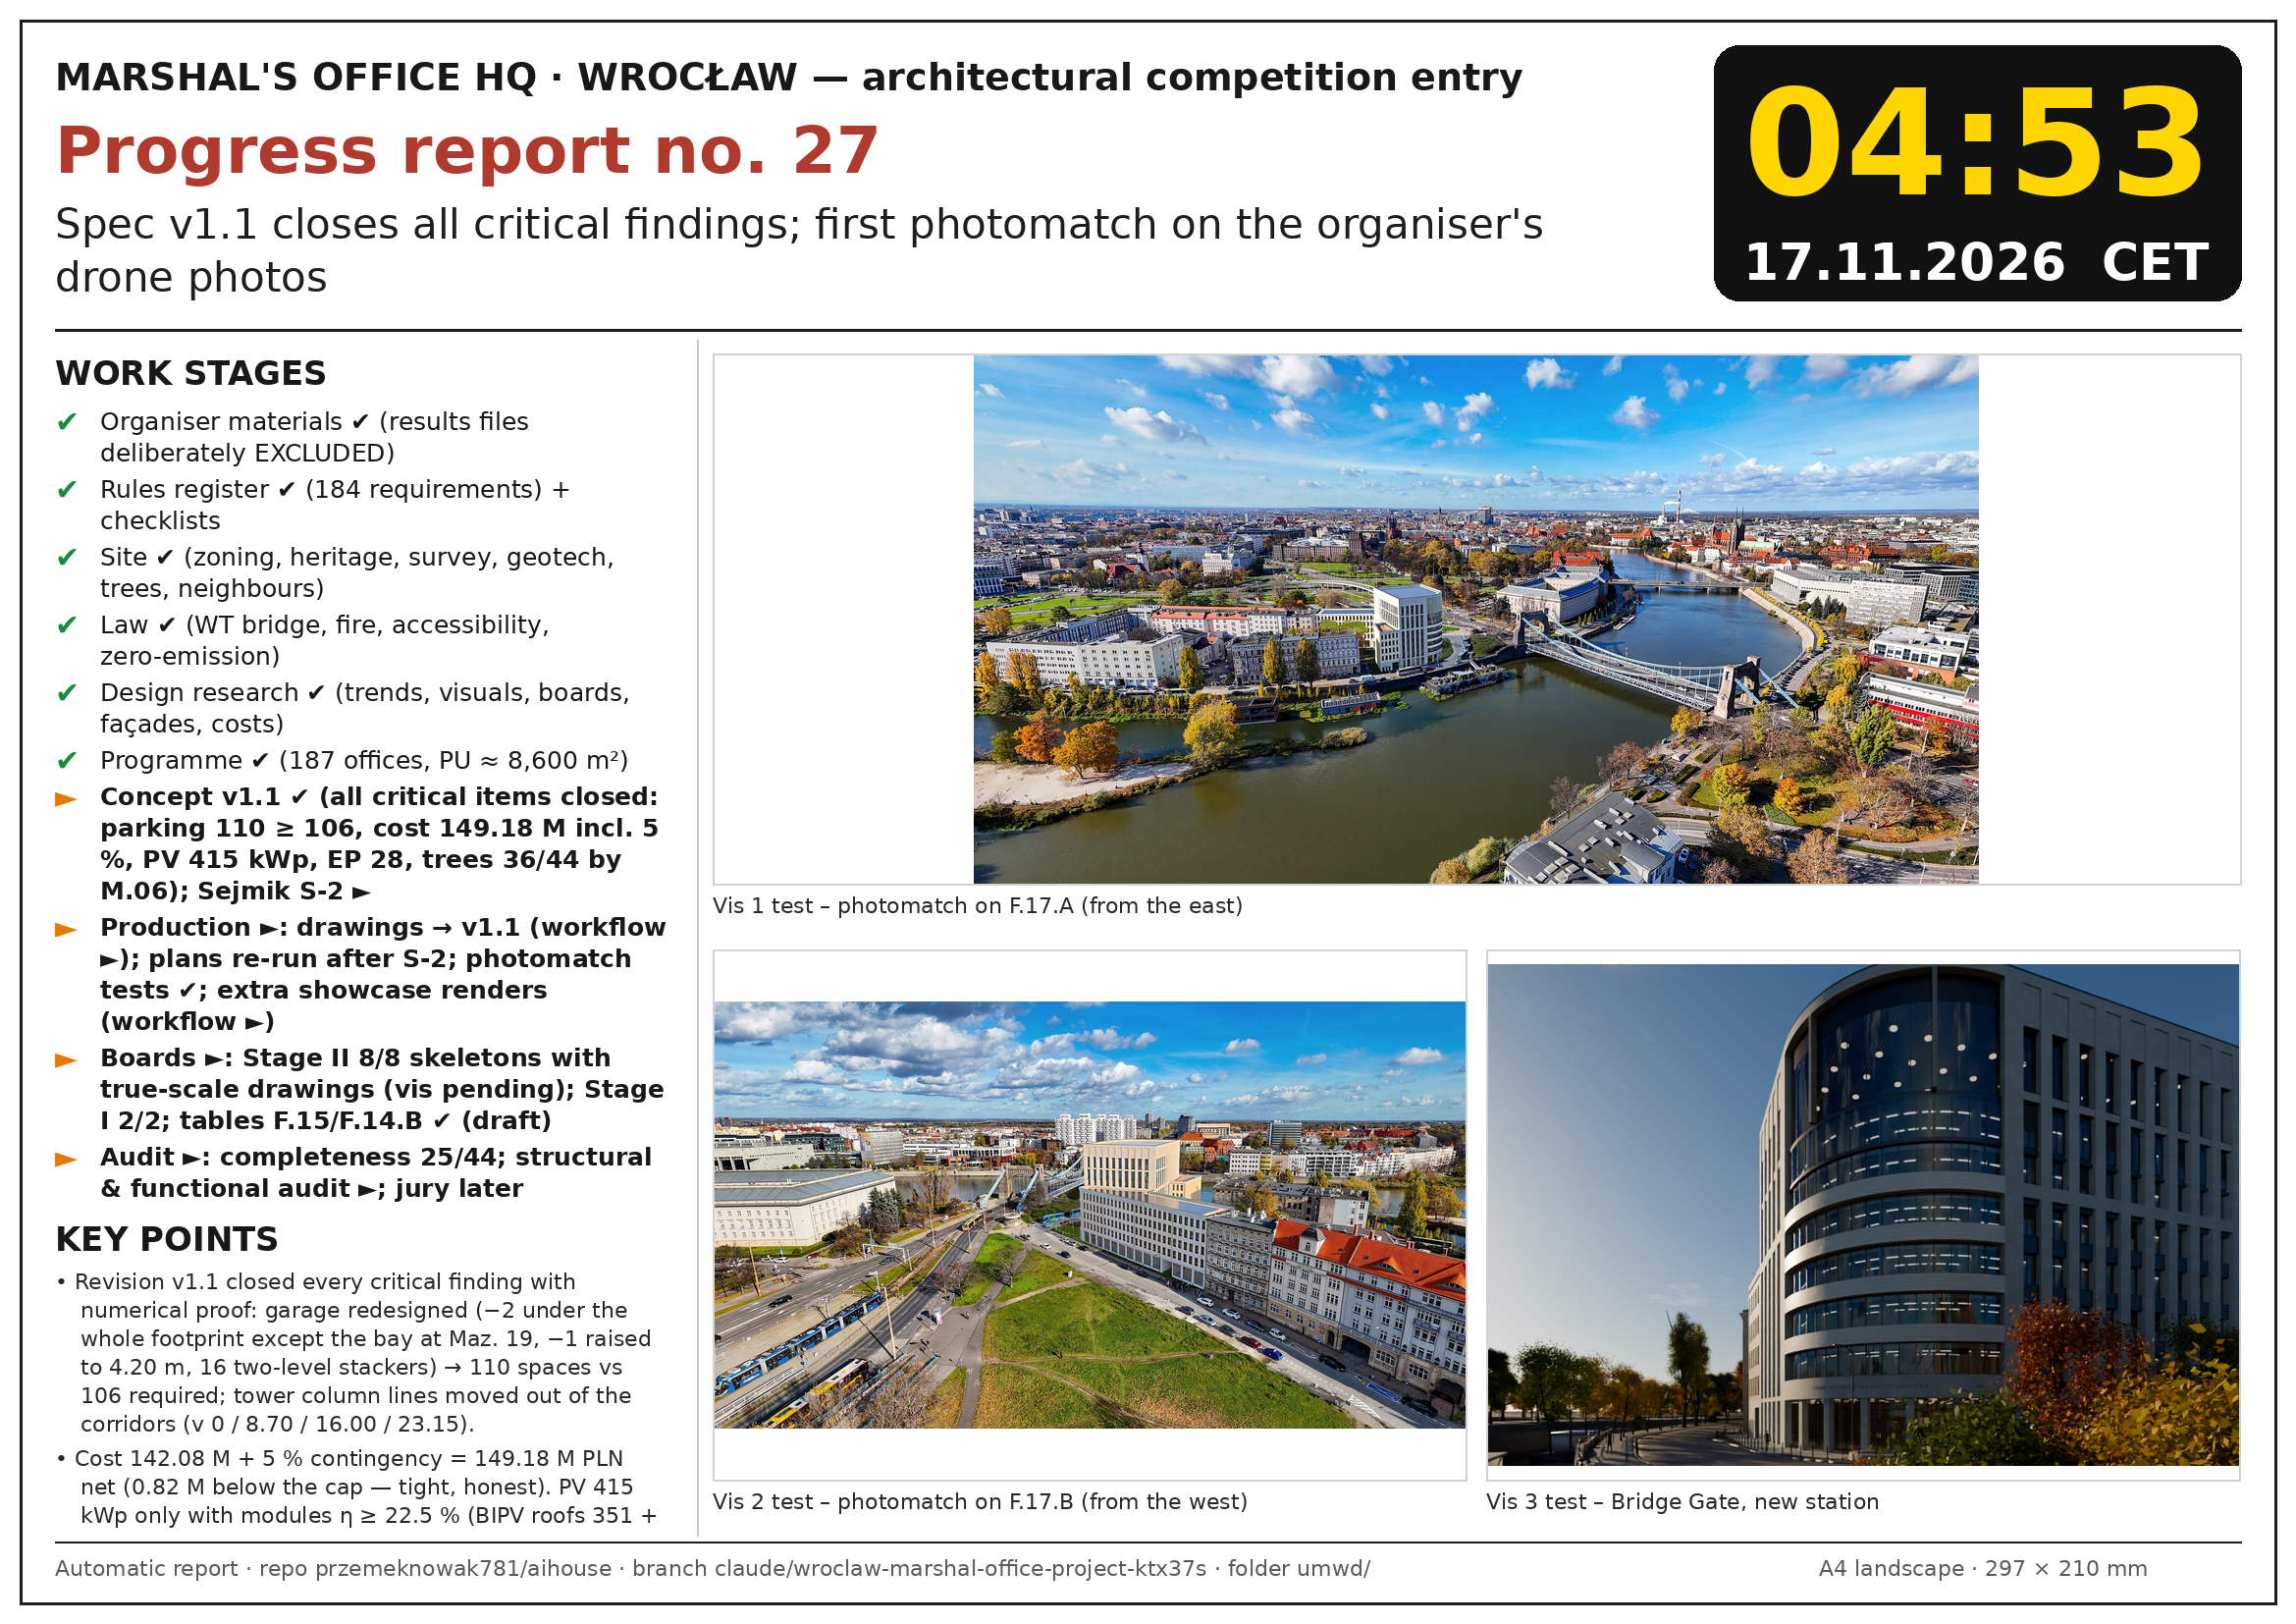 MARSHAL'S OFFICE HQ · WROCŁAW — architectural competition entry
Progress report no. 27
Spec v1.1 closes all critical findings; first photomatch on the organiser's
drone photos
04:53
17.11.2026 CET
WORK STAGES
✔ Organiser materials ✔ (results files
deliberately EXCLUDED)
✔ Rules register ✔ (184 requirements) +
checklists
✔ Site ✔ (zoning, heritage, survey, geotech,
trees, neighbours)
✔ Law ✔ (WT bridge, fire, accessibility,
zero-emission)
✔ Design research ✔ (trends, visuals, boards,
façades, costs)
✔ Programme ✔ (187 offices, PU ≈ 8,600 m²)
► Concept v1.1 ✔ (all critical items closed:
parking 110 ≥ 106, cost 149.18 M incl. 5
%, PV 415 kWp, EP 28, trees 36/44 by
M.06); Sejmik S-2 ►
► Production ►: drawings → v1.1 (workflow
►); plans re-run after S-2; photomatch
tests ✔; extra showcase renders
(workflow ►)
► Boards ►: Stage II 8/8 skeletons with
true-scale drawings (vis pending); Stage
I 2/2; tables F.15/F.14.B ✔ (draft)
► Audit ►: completeness 25/44; structural
& functional audit ►; jury later
KEY POINTS
• Revision v1.1 closed every critical finding with
numerical proof: garage redesigned (−2 under the
whole footprint except the bay at Maz. 19, −1 raised
to 4.20 m, 16 two-level stackers) → 110 spaces vs
106 required; tower column lines moved out of the
corridors (v 0 / 8.70 / 16.00 / 23.15).
• Cost 142.08 M + 5 % contingency = 149.18 M PLN
net (0.82 M below the cap — tight, honest). PV 415
kWp only with modules η ≥ 22.5 % (BIPV roofs 351 +
Vis 1 test – photomatch on F.17.A (from the east)
Vis 2 test – photomatch on F.17.B (from the west)
Vis 3 test – Bridge Gate, new station
Automatic report · repo przemeknowak781/aihouse · branch claude/wroclaw-marshal-office-project-ktx37s · folder umwd/
A4 landscape · 297 × 210 mm